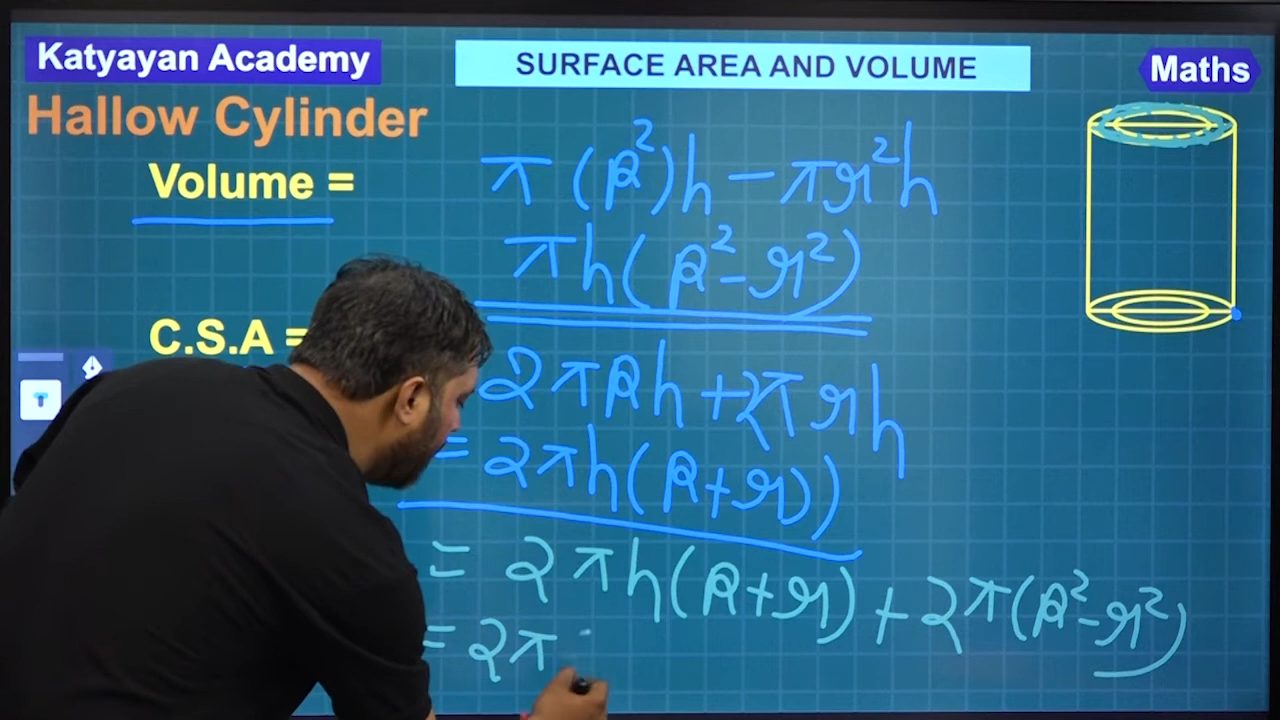 Katyayan Academy
SURFACE AREA AND VOLUME
Maths
Hallow Cylinder
Volume =
π (R²)h − πr²h
πh(R² − r²)
C.S.A =
2πRh + 2πrh
= 2πh(R+r)
= 2πh(R+r) + 2π(R² − r²)
= 2π